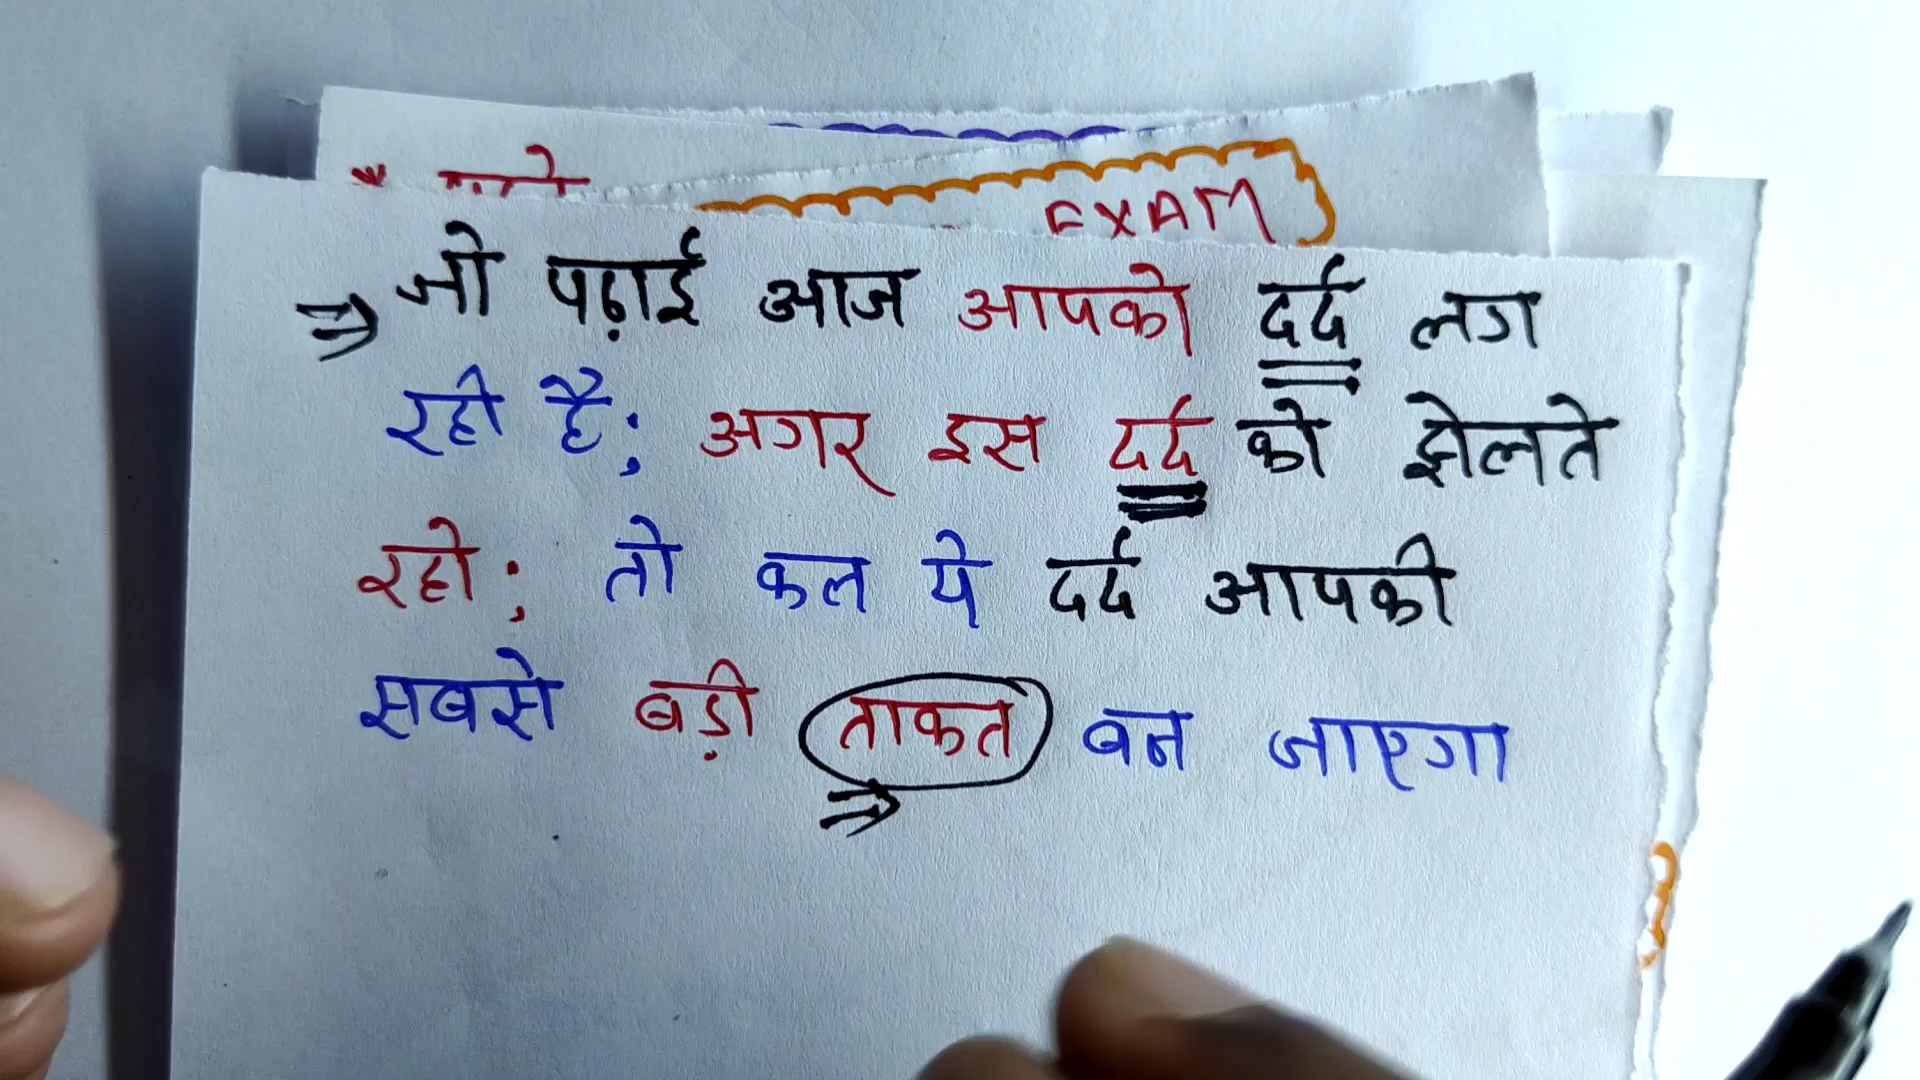 EXAM
⇒ जो पढ़ाई आज आपको दर्द लग
रही है; अगर इस दर्द को झेलते
रहो; तो कल ये दर्द आपकी
सबसे बड़ी ताकत बन जाएगा